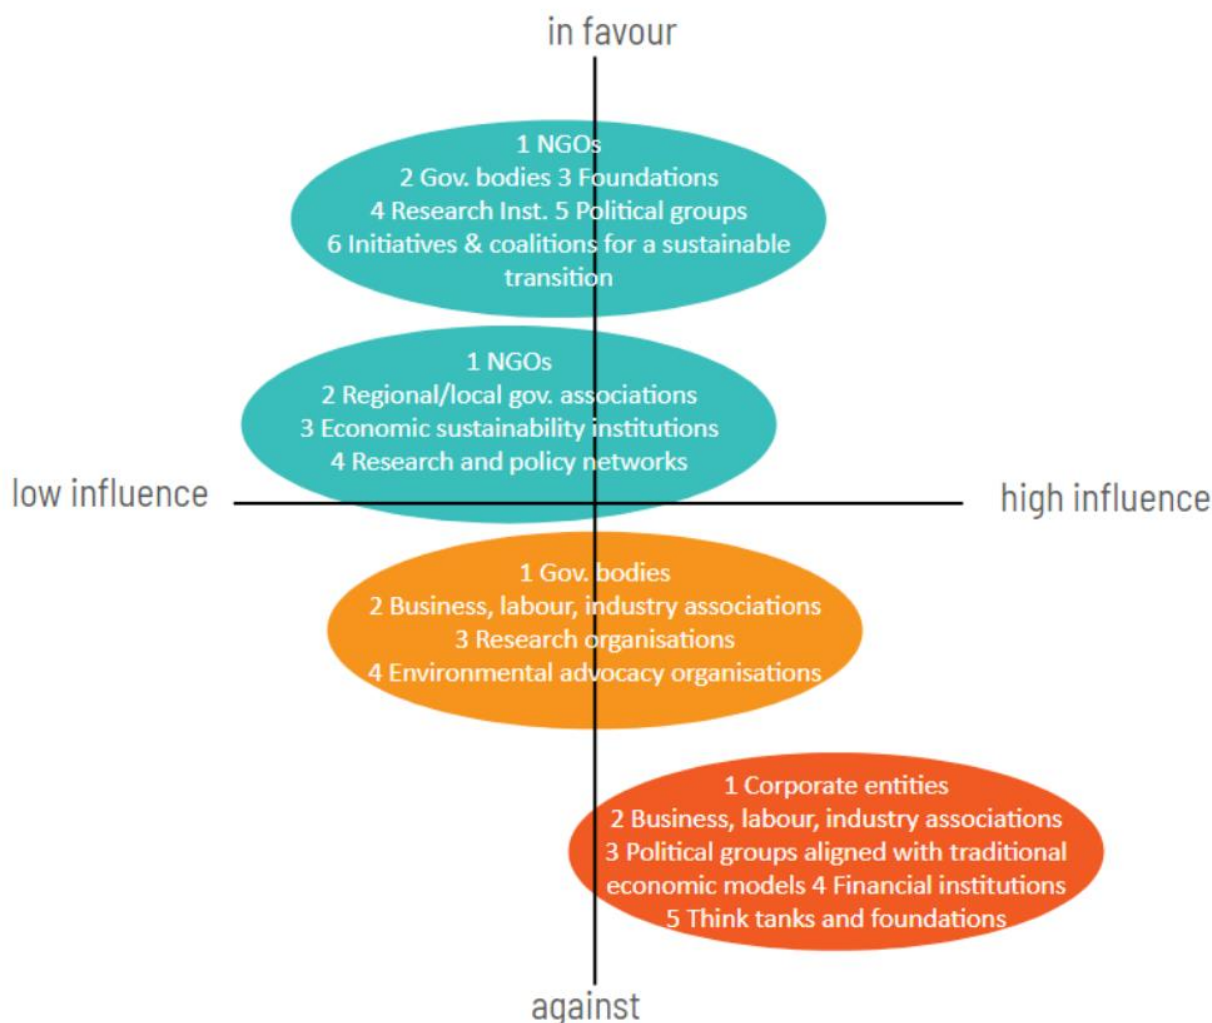 in favour
1 NGOs
2 Gov. bodies 3 Foundations
4 Research Inst. 5 Political groups
6 Initiatives & coalitions for a sustainable
transition
1 NGOs
2 Regional/local gov. associations
3 Economic sustainability institutions
4 Research and policy networks
low influence
high influence
1 Gov. bodies
2 Business, labour, industry associations
3 Research organisations
4 Environmental advocacy organisations
1 Corporate entities
2 Business, labour, industry associations
3 Political groups aligned with traditional
economic models 4 Financial institutions
5 Think tanks and foundations
against